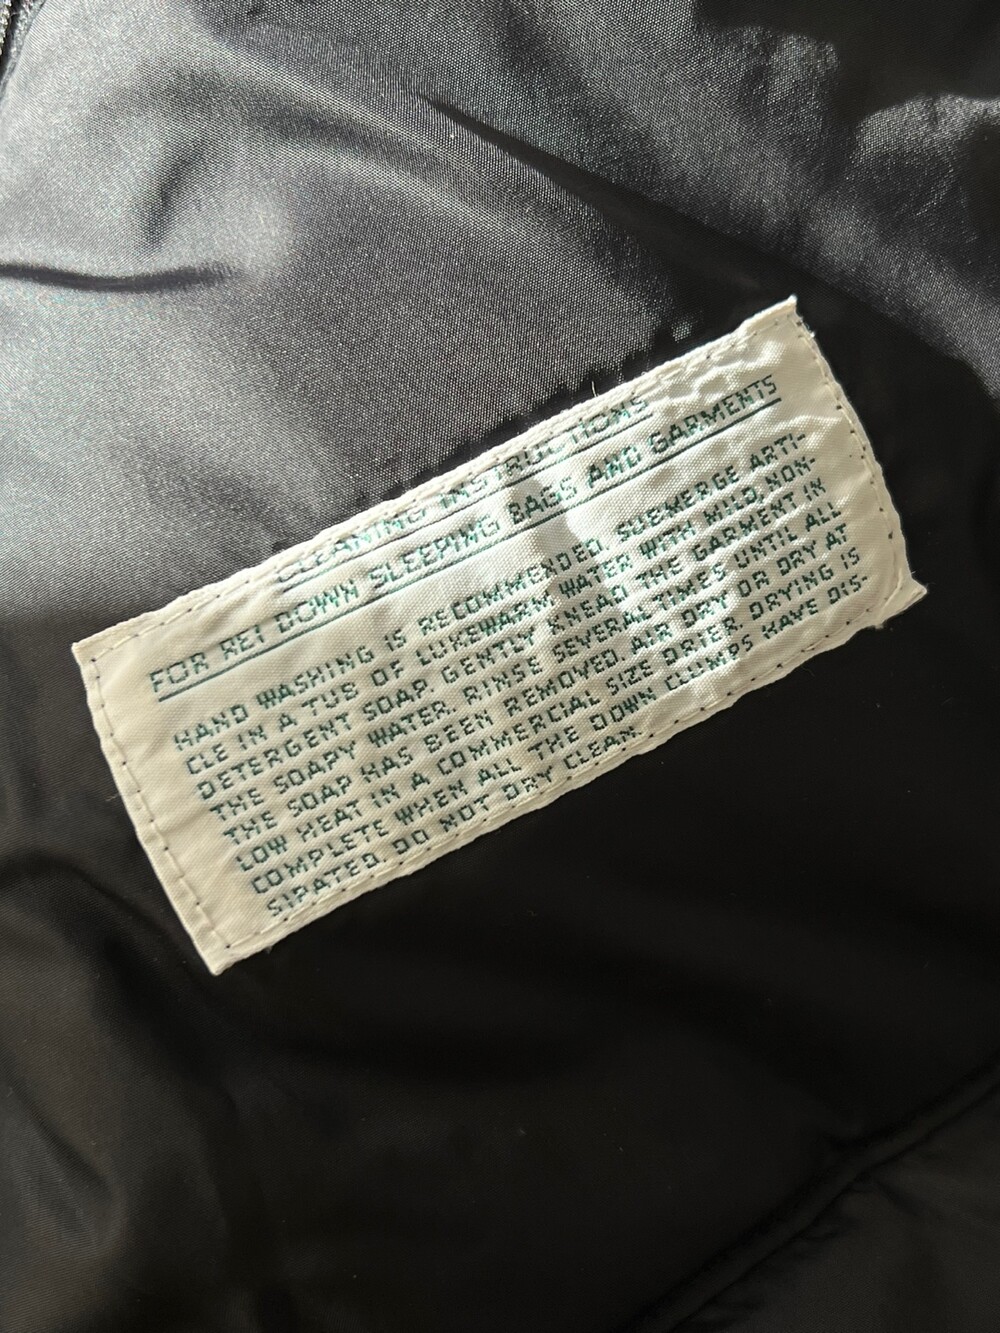 CLEANING INSTRUCTIONS
FOR REI DOWN SLEEPING BAGS AND GARMENTS
HAND WASHING IS RECOMMENDED. SUBMERGE ARTI-
CLE IN A TUB OF LUKEWARM WATER WITH MILD, NON-
DETERGENT SOAP. GENTLY KNEAD THE GARMENT IN
THE SOAPY WATER. RINSE SEVERAL TIMES UNTIL ALL
THE SOAP HAS BEEN REMOVED. AIR DRY OR DRY AT
LOW HEAT IN A COMMERCIAL SIZE DRIER. DRYING IS
COMPLETE WHEN ALL THE DOWN CLUMPS HAVE DIS-
SIPATED. DO NOT DRY CLEAN.